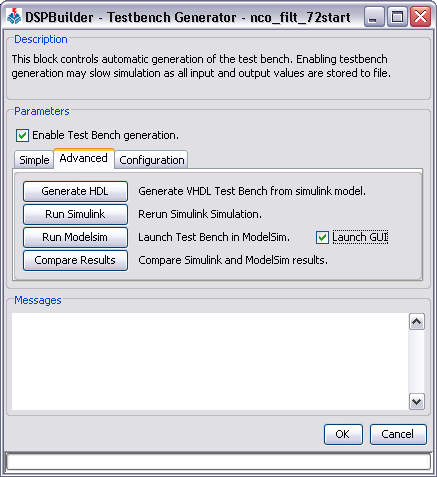 DSPBuilder - Testbench Generator - nco_filt_72start
Description
This block controls automatic generation of the test bench. Enabling testbench
generation may slow simulation as all input and output values are stored to file.
Parameters
Enable Test Bench generation.
Simple Advanced Configuration
Generate HDL Generate VHDL Test Bench from simulink model.
Run Simulink Rerun Simulink Simulation.
Run Modelsim Launch Test Bench in ModelSim. Launch GUI
Compare Results Compare Simulink and ModelSim results.
Messages
OK Cancel